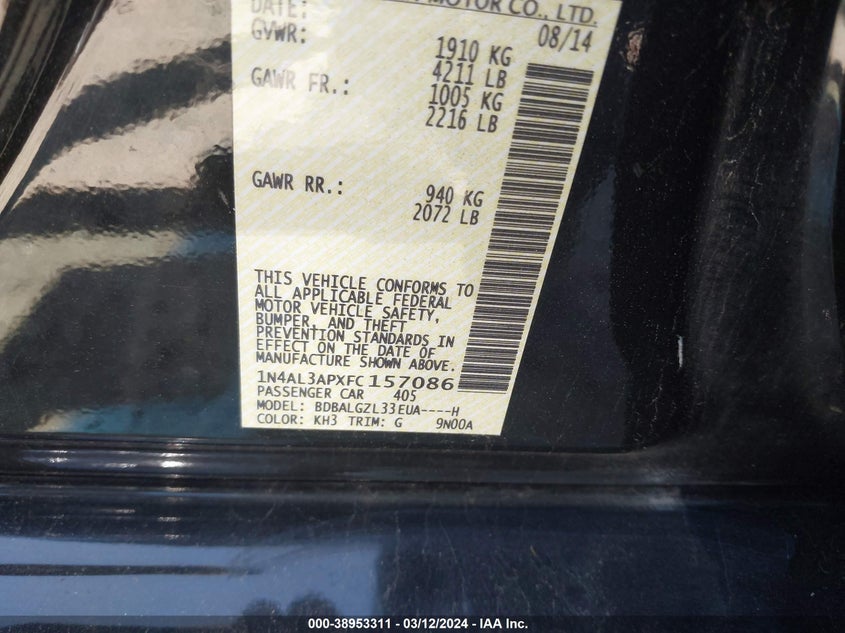 DATE: MOTOR CO., LTD.
08/14
GVWR: 1910 KG
4211 LB
GAWR FR.: 1005 KG
2216 LB
GAWR RR.: 940 KG
2072 LB
THIS VEHICLE CONFORMS TO
ALL APPLICABLE FEDERAL
MOTOR VEHICLE SAFETY,
BUMPER, AND THEFT
PREVENTION STANDARDS IN
EFFECT ON THE DATE OF
MANUFACTURE SHOWN ABOVE.
1N4AL3APXFC157086
PASSENGER CAR 405
MODEL: BDBALGZL33EUA----H
COLOR: KH3 TRIM: G 9N00A
000-38953311 - 03/12/2024 - IAA Inc.